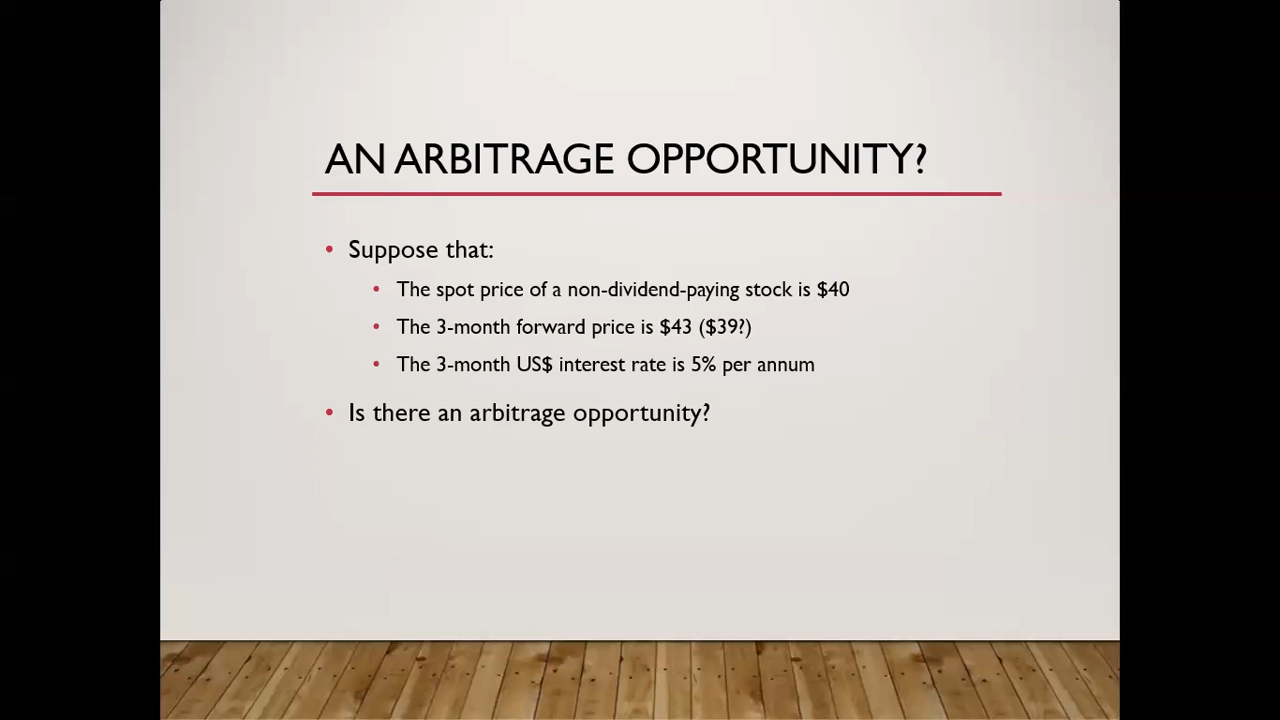 AN ARBITRAGE OPPORTUNITY?
• Suppose that:
• The spot price of a non-dividend-paying stock is $40
• The 3-month forward price is $43 ($39?)
• The 3-month US$ interest rate is 5% per annum
• Is there an arbitrage opportunity?